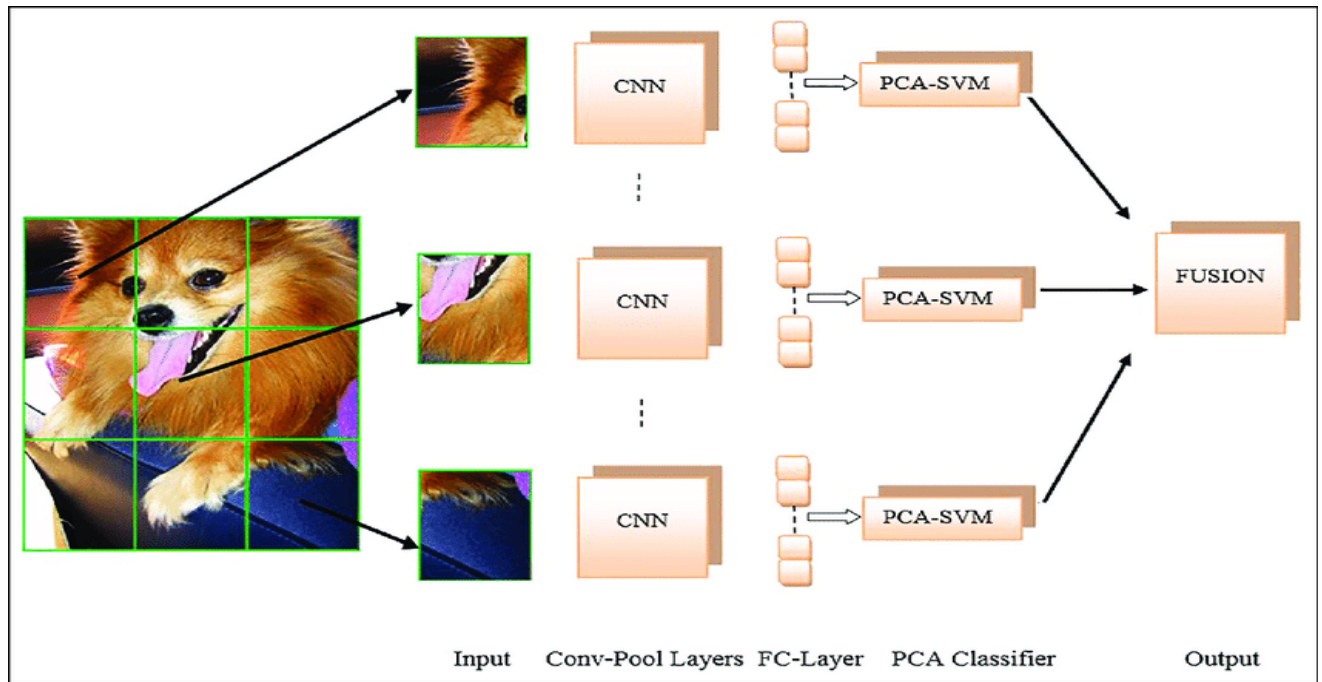 CNN
PCA-SVM
CNN
PCA-SVM
FUSION
CNN
PCA-SVM
Input Conv-Pool Layers FC-Layer PCA Classifier Output